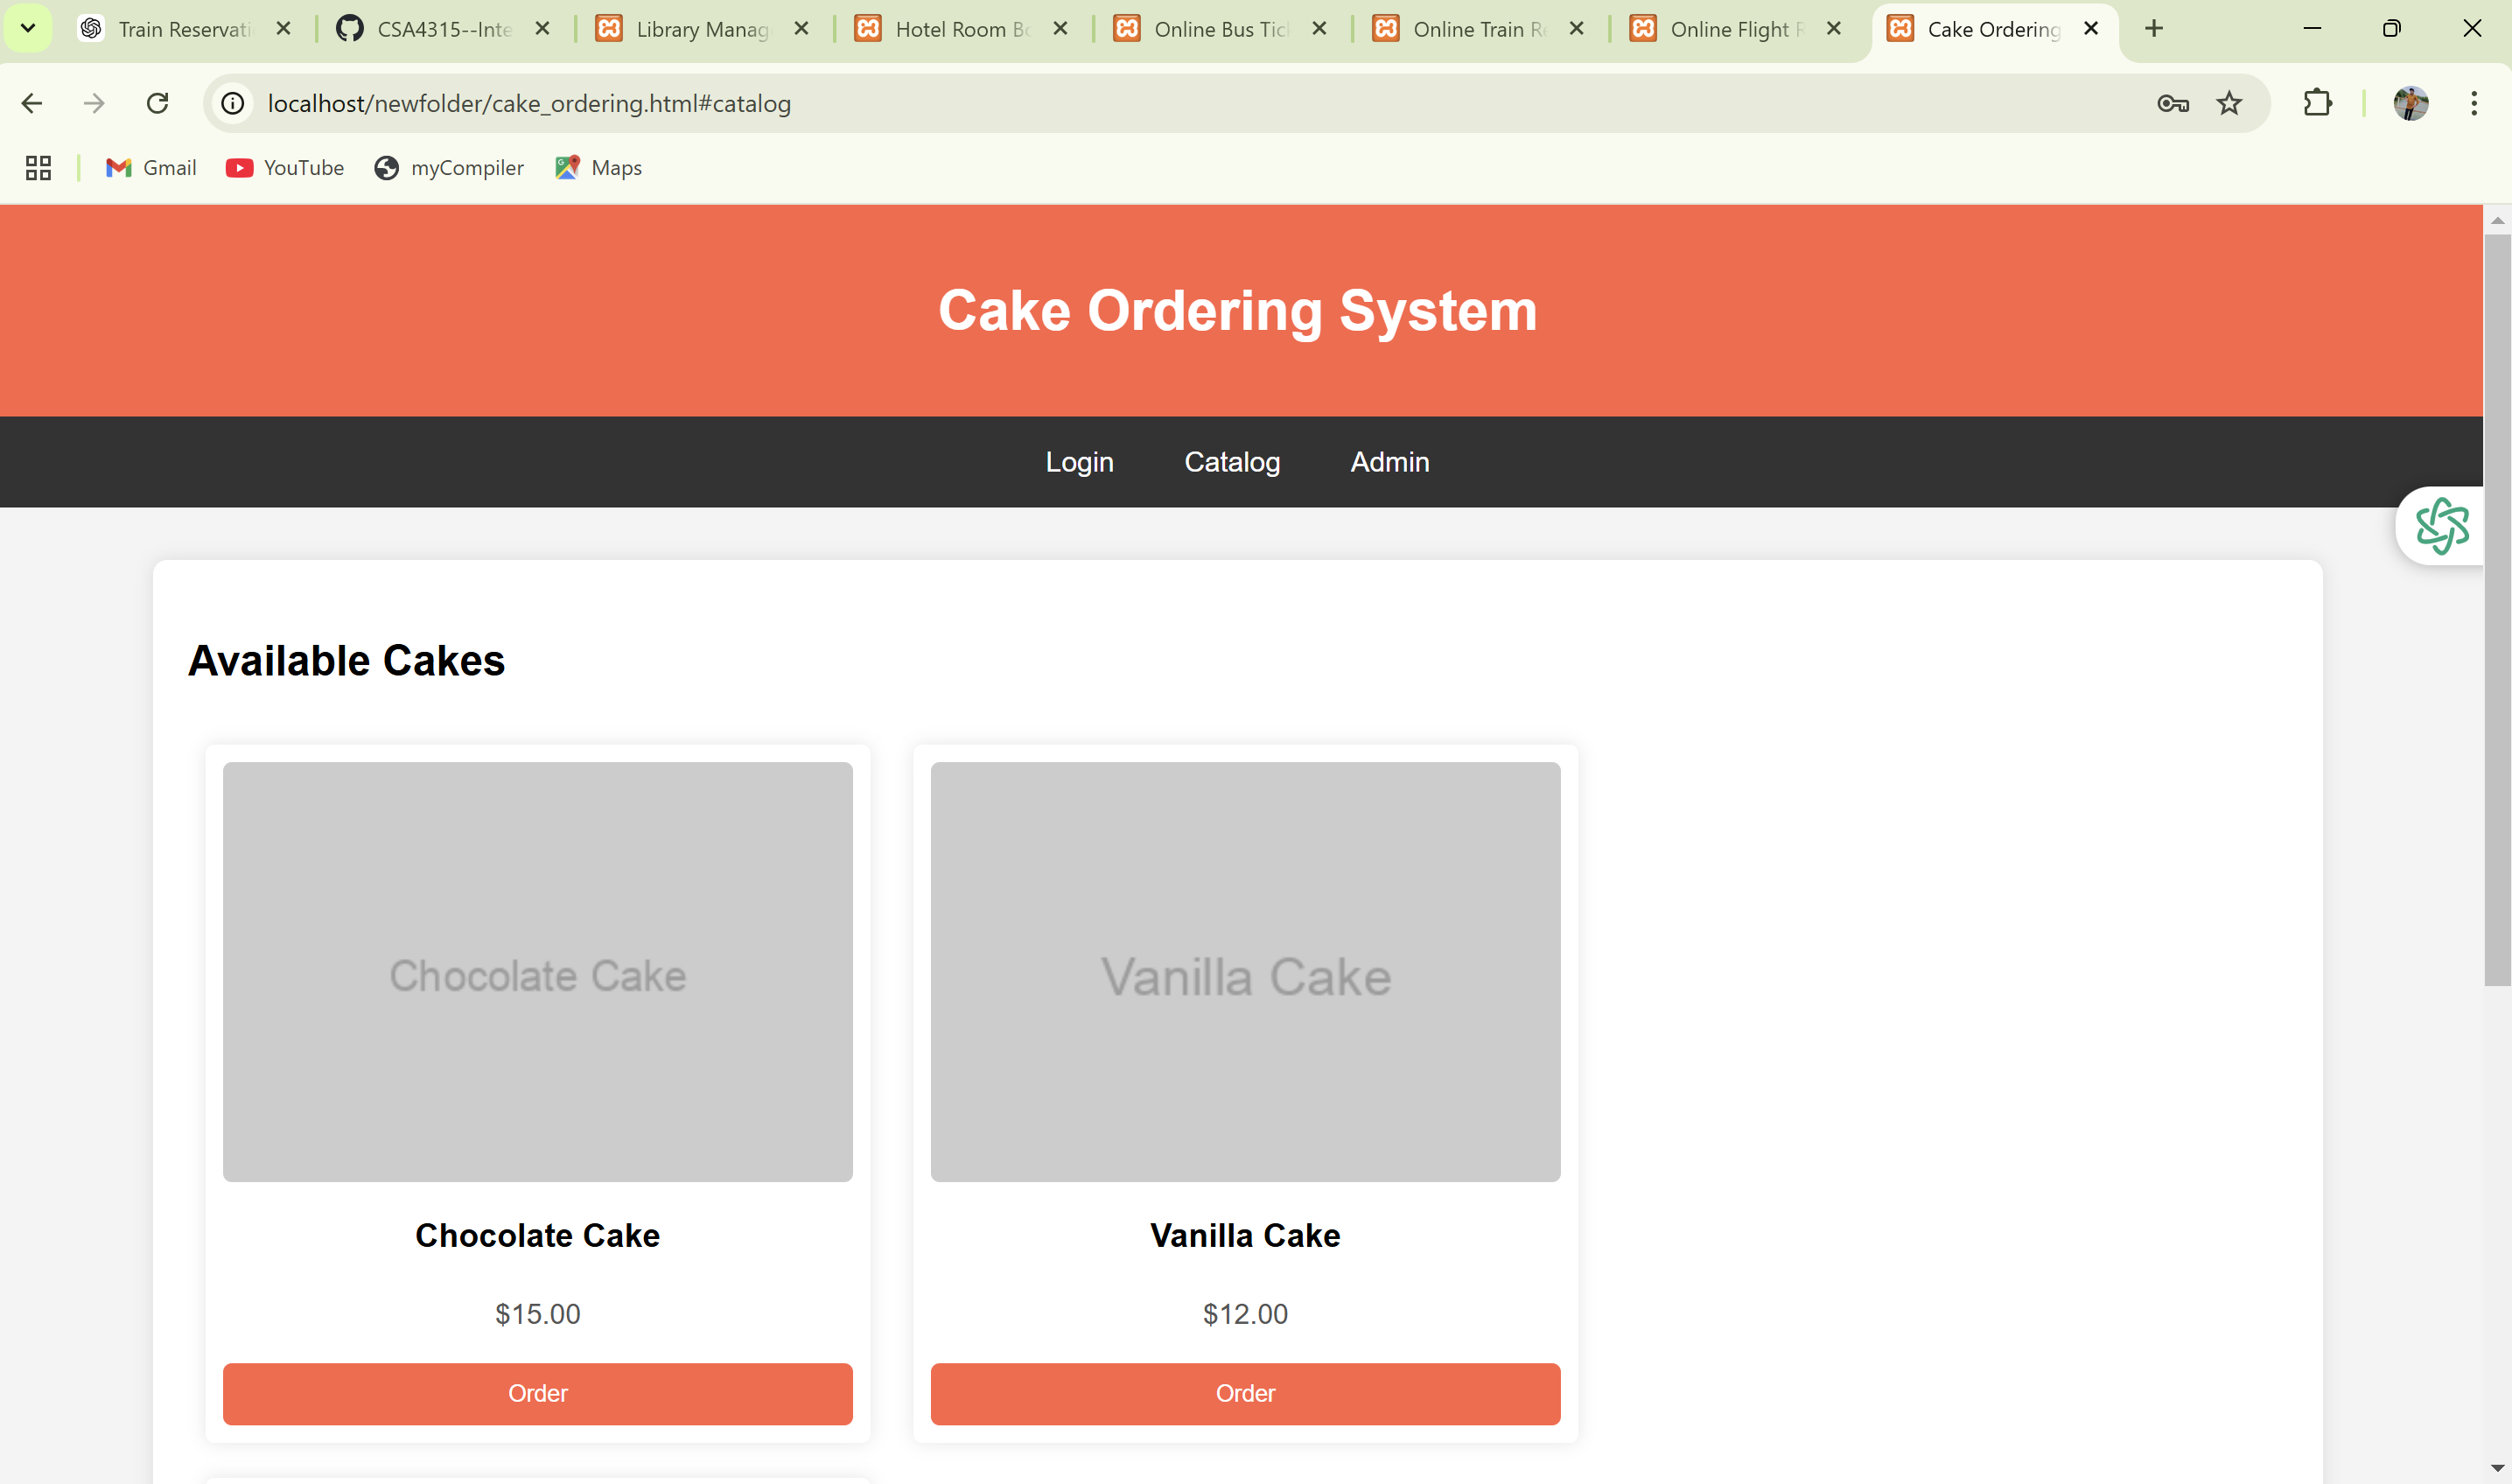 Train Reservati
CSA4315--Inte
Library Manag
Hotel Room Bo
Online Bus Tic
Online Train Re
Online Flight R
Cake Ordering
localhost/newfolder/cake_ordering.html#catalog
Gmail
YouTube
myCompiler
Maps
Cake Ordering System
Login
Catalog
Admin
Available Cakes
Chocolate Cake
Vanilla Cake
Chocolate Cake
Vanilla Cake
$15.00
$12.00
Order
Order